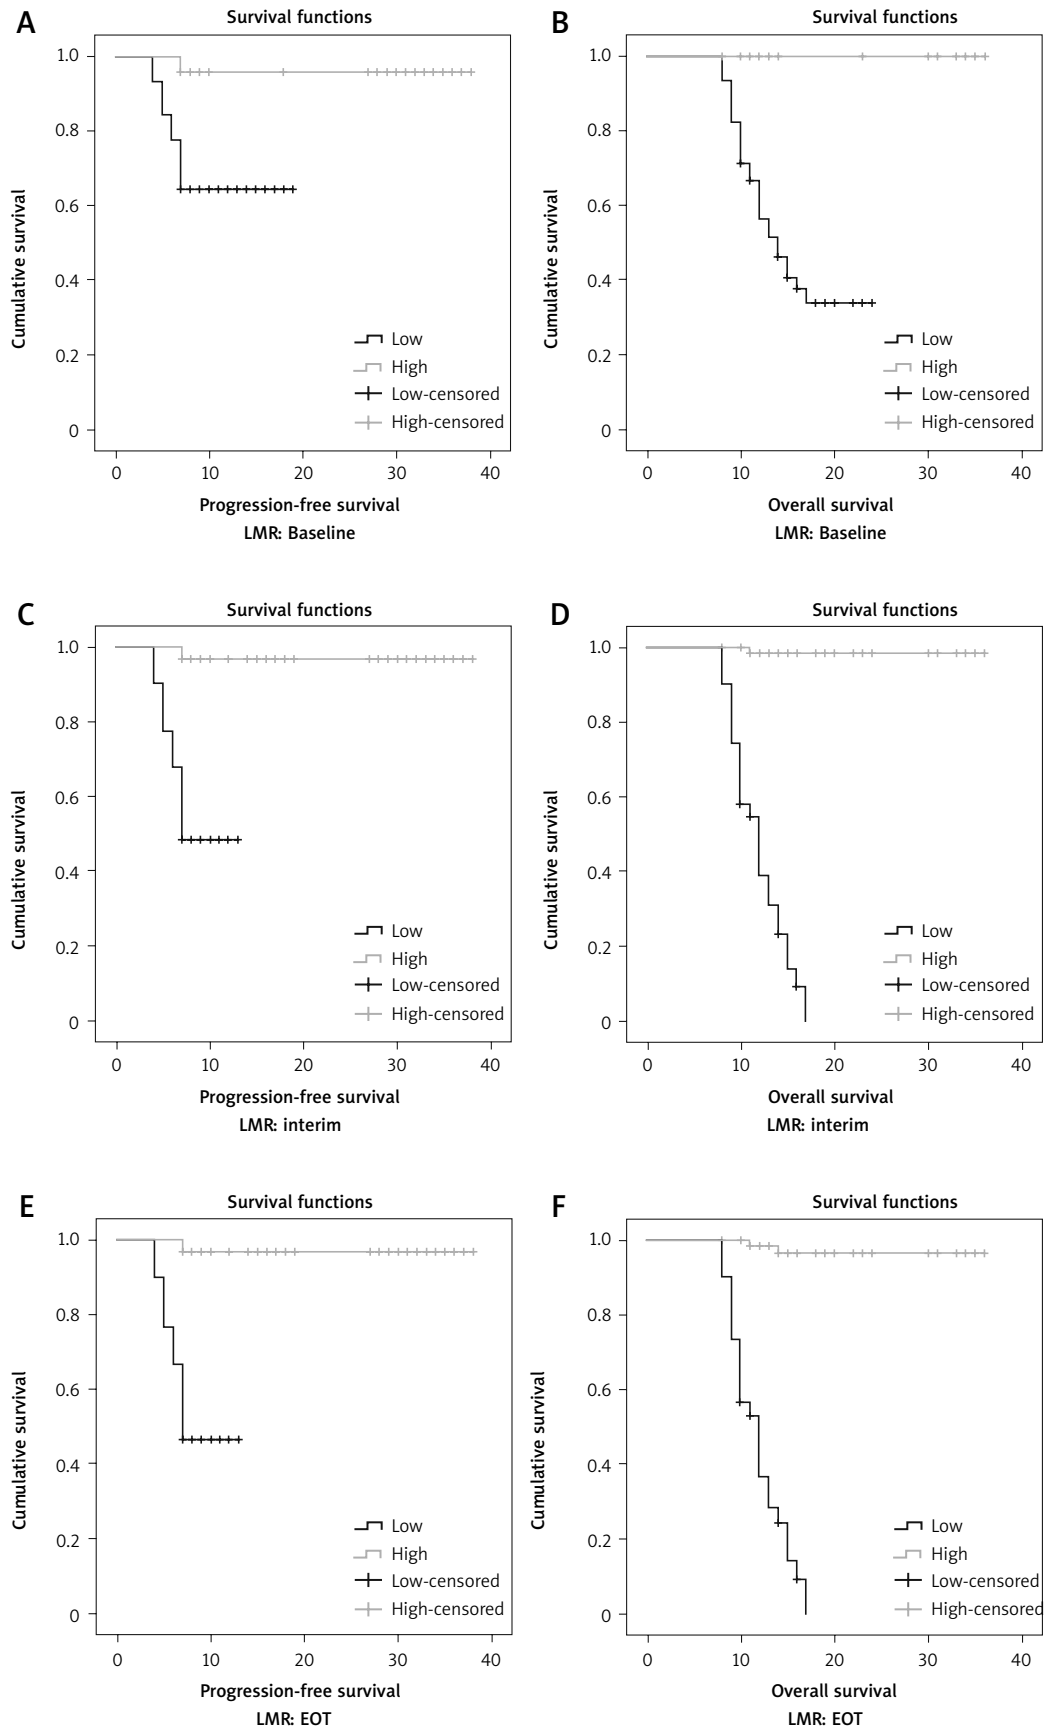 A
Survival functions
Cumulative survival
1.0
0.8
0.6
0.4
0.2
0
Low
High
Low-censored
High-censored
0 10 20 30 40
Progression-free survival
LMR: Baseline
B
Survival functions
Cumulative survival
1.0
0.8
0.6
0.4
0.2
0
Low
High
Low-censored
High-censored
0 10 20 30 40
Overall survival
LMR: Baseline
C
Survival functions
Cumulative survival
1.0
0.8
0.6
0.4
0.2
0
Low
High
Low-censored
High-censored
0 10 20 30 40
Progression-free survival
LMR: interim
D
Survival functions
Cumulative survival
1.0
0.8
0.6
0.4
0.2
0
Low
High
Low-censored
High-censored
0 10 20 30 40
Overall survival
LMR: interim
E
Survival functions
Cumulative survival
1.0
0.8
0.6
0.4
0.2
0
Low
High
Low-censored
High-censored
0 10 20 30 40
Progression-free survival
LMR: EOT
F
Survival functions
Cumulative survival
1.0
0.8
0.6
0.4
0.2
0
Low
High
Low-censored
High-censored
0 10 20 30 40
Overall survival
LMR: EOT